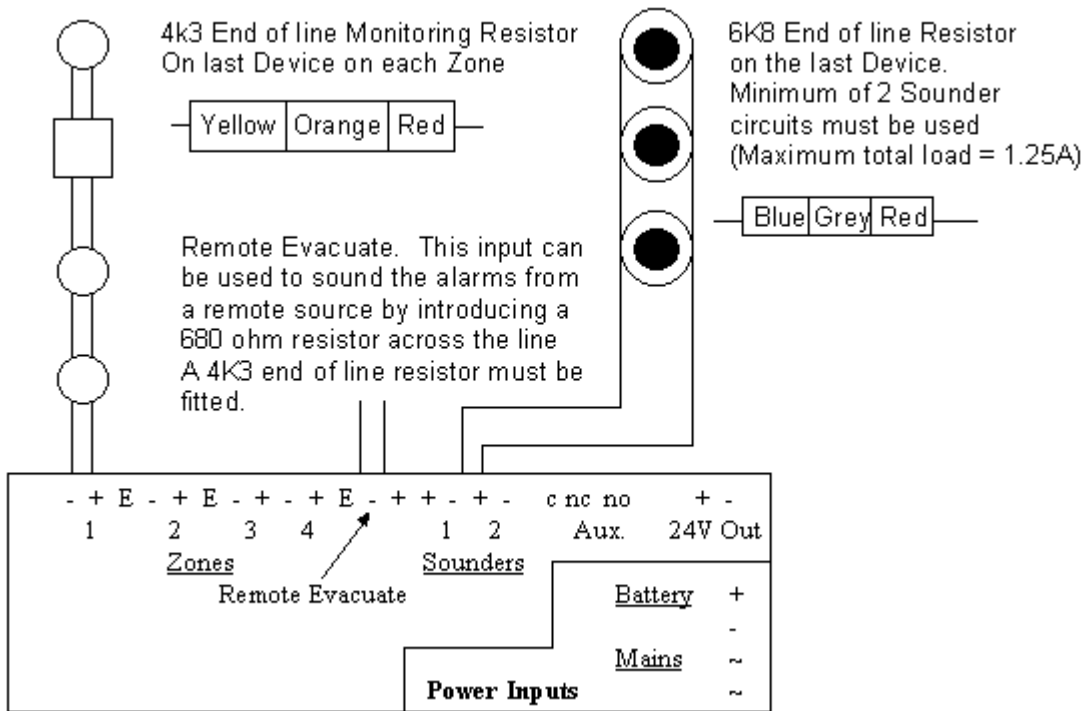 4k3 End of line Monitoring Resistor
On last Device on each Zone
Yellow Orange Red
6K8 End of line Resistor
on the last Device.
Minimum of 2 Sounder
circuits must be used
(Maximum total load = 1.25A)
Blue Grey Red
Remote Evacuate. This input can
be used to sound the alarms from
a remote source by introducing a
680 ohm resistor across the line
A 4K3 end of line resistor must be
fitted.
- + E - + E - + - + E - + + - + - c nc no + -
1 2 3 4 1 2 Aux. 24V Out
Zones Sounders
Remote Evacuate
Battery +
-
Mains ~
Power Inputs ~